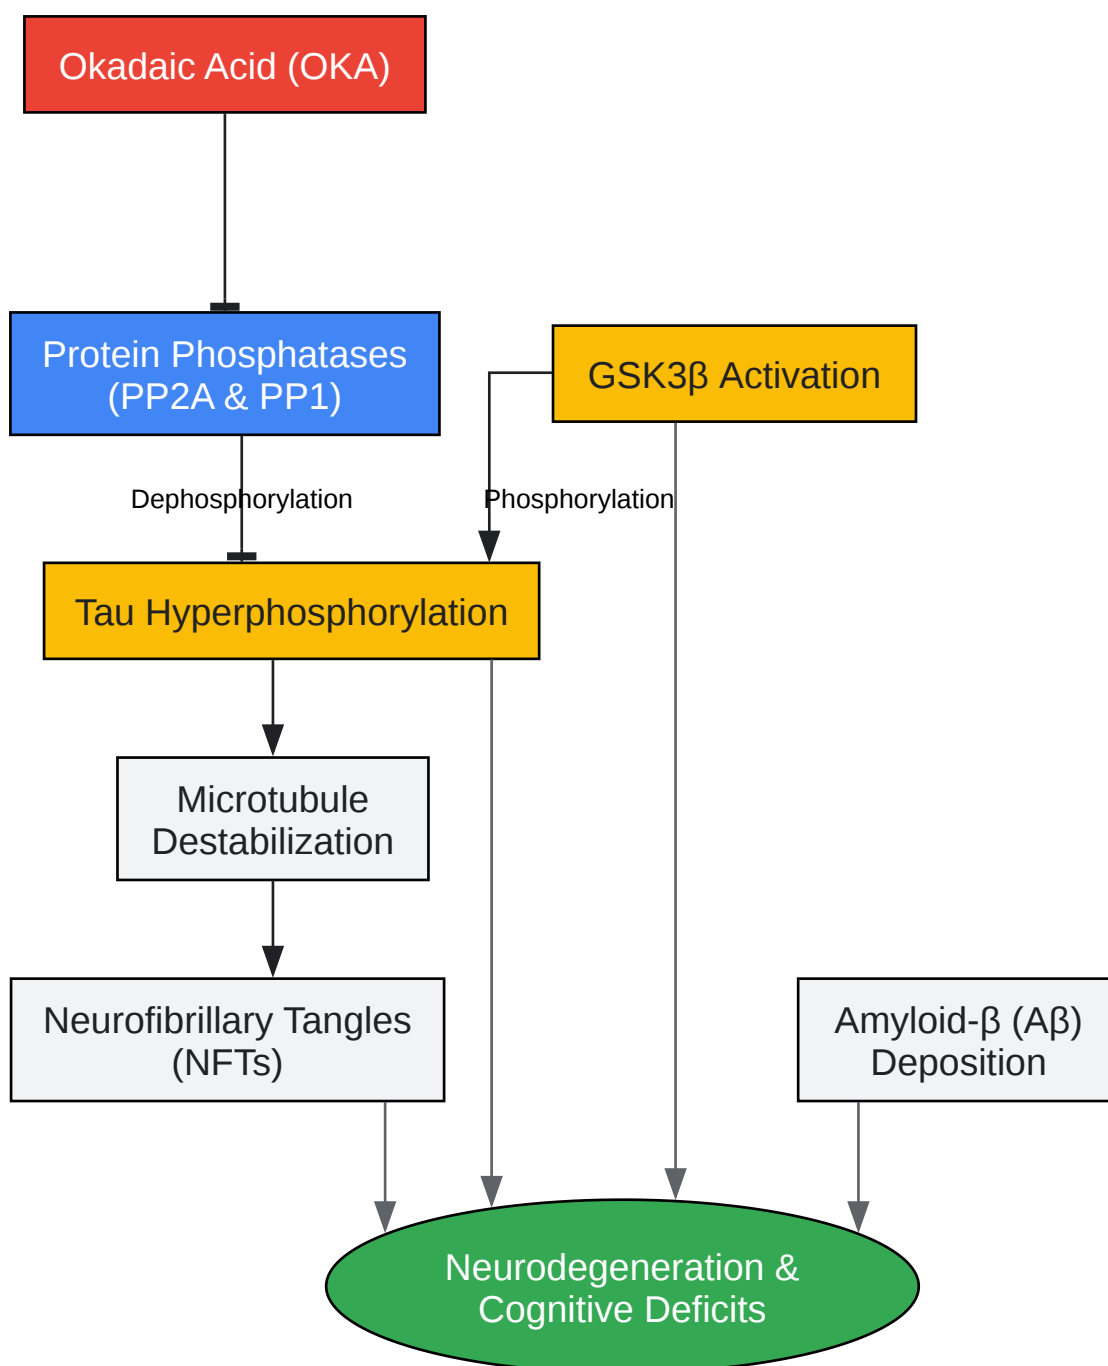 Okadaic Acid (OKA)
Protein Phosphatases
(PP2A & PP1)
GSK3β Activation
Dephosphorylation
Phosphorylation
Tau Hyperphosphorylation
Microtubule
Destabilization
Neurofibrillary Tangles
(NFTs)
Amyloid-β (Aβ)
Deposition
Neurodegeneration &
Cognitive Deficits